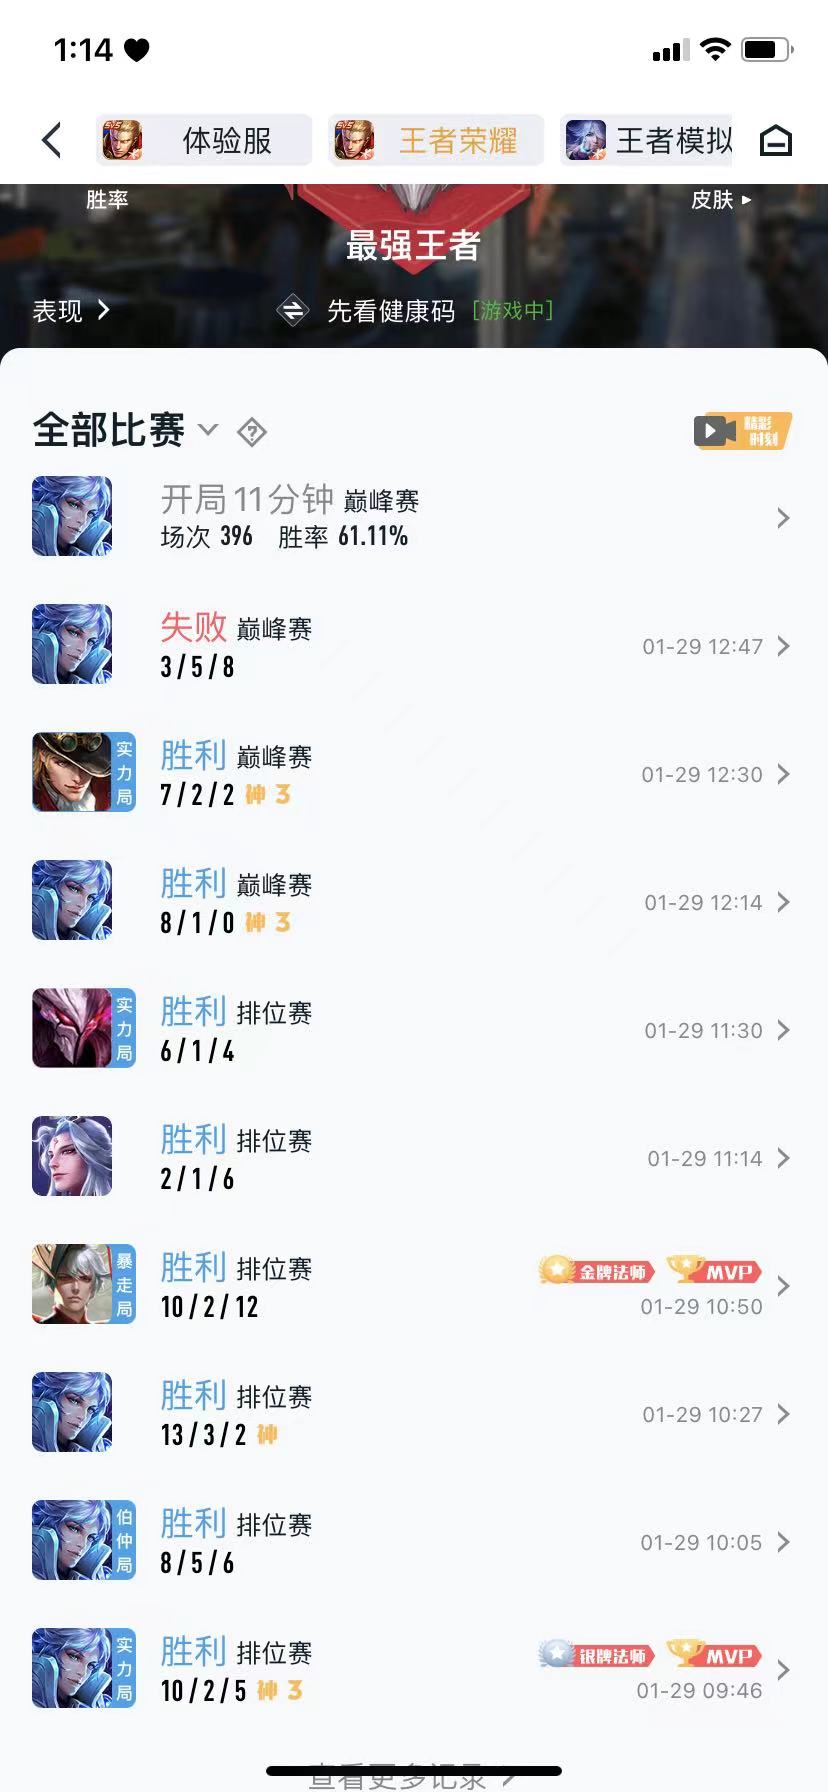 1:14
体验服 王者荣耀 王者模拟
胜率 皮肤
最强王者
表现 先看健康码 [游戏中]
全部比赛 精彩时刻
开局11分钟 巅峰赛
场次 396 胜率 61.11%
失败 巅峰赛
3/5/8 01-29 12:47
实力局 胜利 巅峰赛
7/2/2 神 3 01-29 12:30
胜利 巅峰赛
8/1/0 神 3 01-29 12:14
实力局 胜利 排位赛
6/1/4 01-29 11:30
胜利 排位赛
2/1/6 01-29 11:14
暴走局 胜利 排位赛 金牌法师 MVP
10/2/12 01-29 10:50
胜利 排位赛
13/3/2 神 01-29 10:27
伯仲局 胜利 排位赛
8/5/6 01-29 10:05
实力局 胜利 排位赛 银牌法师 MVP
10/2/5 神 3 01-29 09:46
查看更多记录